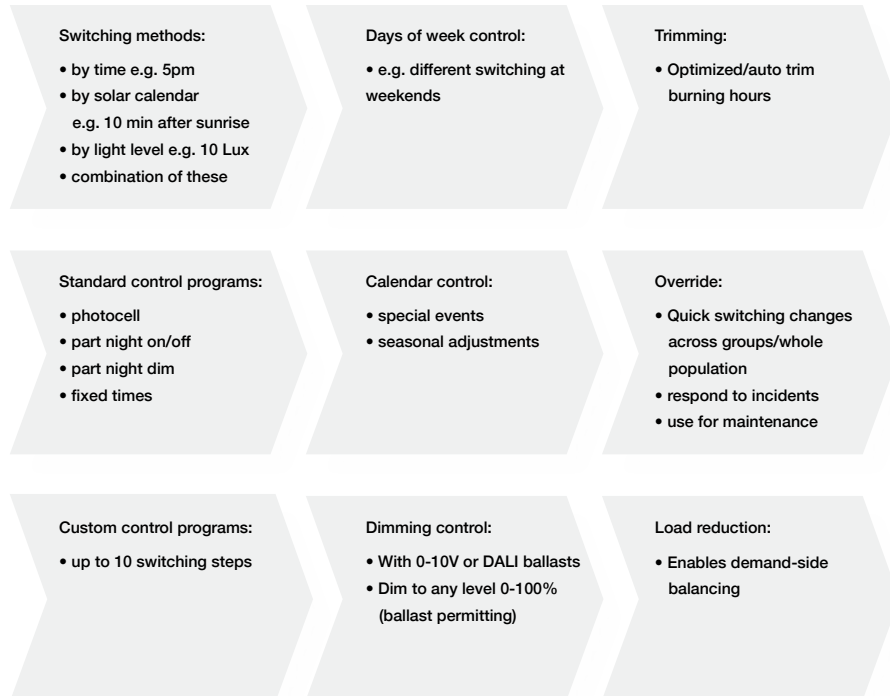 Switching methods:
• by time e.g. 5pm
• by solar calendar
e.g. 10 min after sunrise
• by light level e.g. 10 Lux
• combination of these
Days of week control:
• e.g. different switching at
weekends
Trimming:
• Optimized/auto trim
burning hours
Standard control programs:
• photocell
• part night on/off
• part night dim
• fixed times
Calendar control:
• special events
• seasonal adjustments
Override:
• Quick switching changes
across groups/whole
population
• respond to incidents
• use for maintenance
Custom control programs:
• up to 10 switching steps
Dimming control:
• With 0-10V or DALI ballasts
• Dim to any level 0-100%
(ballast permitting)
Load reduction:
• Enables demand-side
balancing